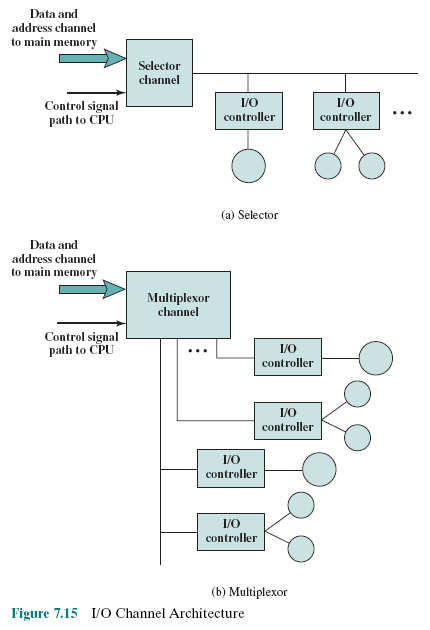 Data and
address channel
to main memory
Selector
channel
Control signal
path to CPU
I/O
controller
I/O
controller
...
(a) Selector
Data and
address channel
to main memory
Multiplexor
channel
Control signal
path to CPU
...
I/O
controller
I/O
controller
I/O
controller
I/O
controller
(b) Multiplexor
Figure 7.15 I/O Channel Architecture